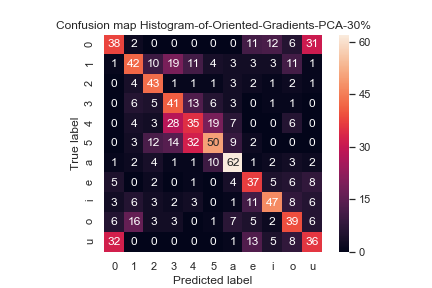 Confusion map Histogram-of-Oriented-Gradients-PCA-30%
0 38 2 0 0 0 0 0 11 12 6 31
1 1 42 10 19 11 4 3 3 3 11 1
2 0 4 43 1 1 1 3 2 1 2 1
3 0 6 5 41 13 6 3 0 1 1 0
4 0 4 3 28 35 19 7 0 0 6 0
5 0 3 12 14 32 50 9 2 0 0 0
a 1 2 4 1 1 10 62 2 1 3 2
e 5 0 2 0 1 0 4 37 5 6 8
i 3 6 3 2 3 0 1 11 47 8 6
o 6 16 3 3 0 1 7 5 2 39 6
u 32 0 0 0 0 0 1 13 5 8 36
0 1 2 3 4 5 a e i o u
True label
Predicted label
60
45
30
15
0